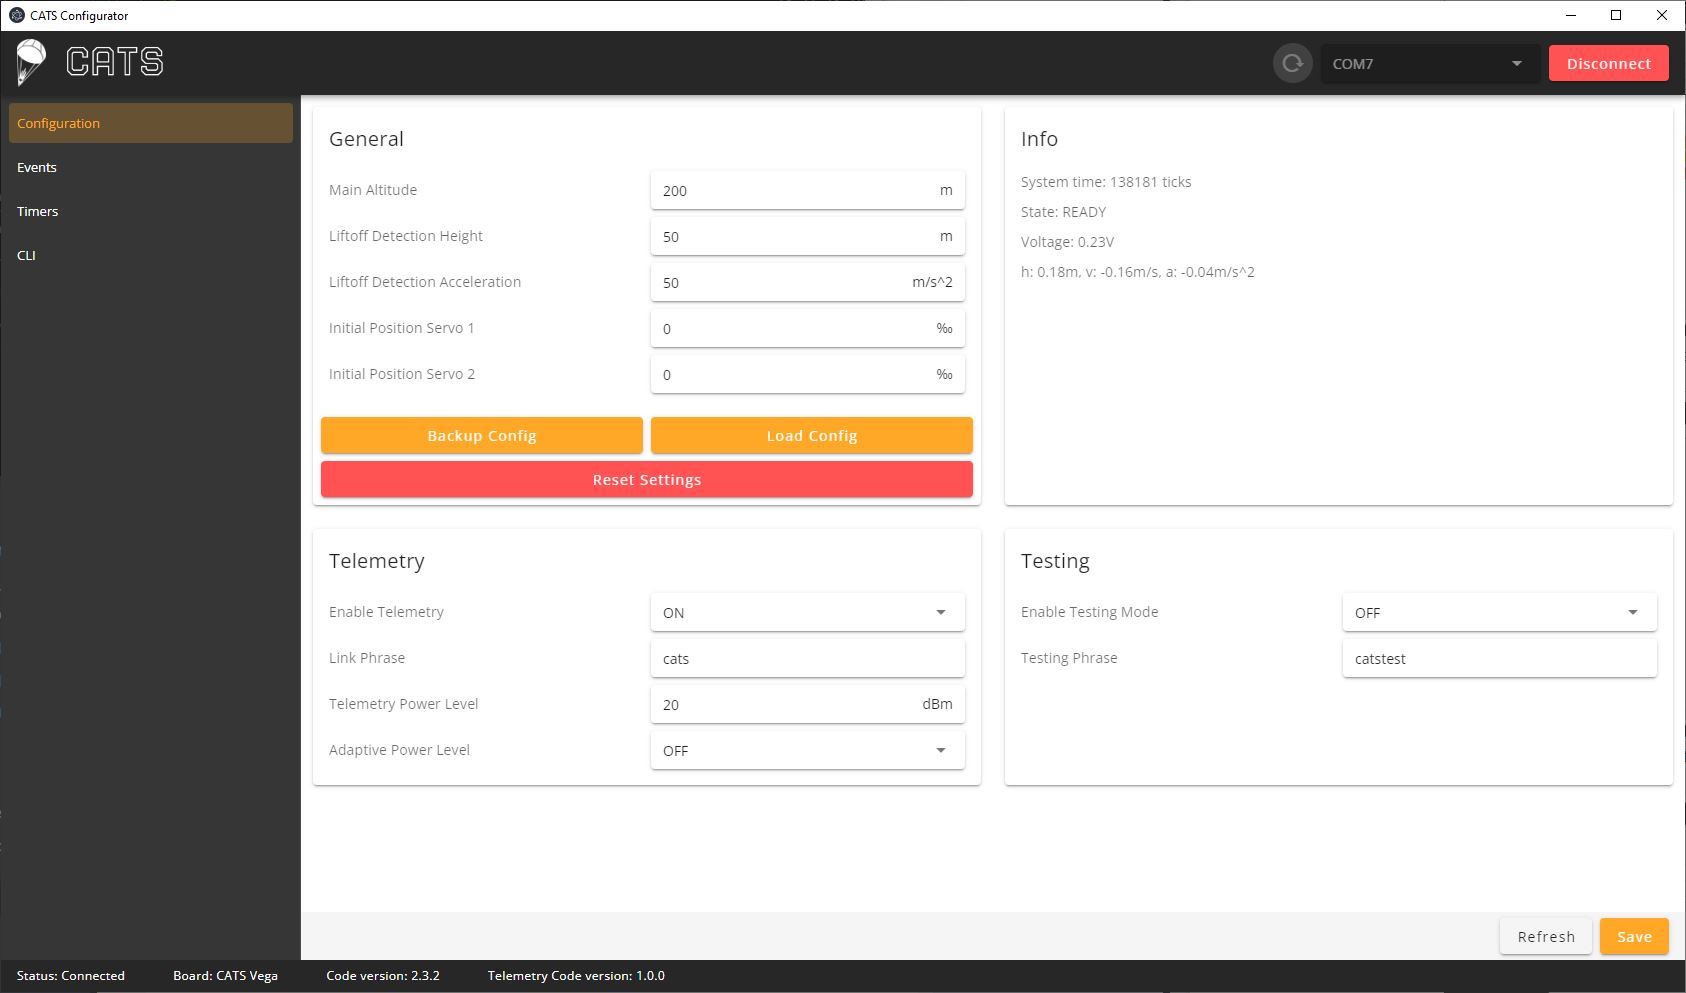 CATS Configurator
CATS
COM7
Disconnect
Configuration
Events
Timers
CLI
General
Main Altitude
200 m
Liftoff Detection Height
50 m
Liftoff Detection Acceleration
50 m/s^2
Initial Position Servo 1
0 ‰
Initial Position Servo 2
0 ‰
Backup Config
Load Config
Reset Settings
Info
System time: 138181 ticks
State: READY
Voltage: 0.23V
h: 0.18m, v: -0.16m/s, a: -0.04m/s^2
Telemetry
Enable Telemetry
ON
Link Phrase
cats
Telemetry Power Level
20 dBm
Adaptive Power Level
OFF
Testing
Enable Testing Mode
OFF
Testing Phrase
catstest
Refresh
Save
Status: Connected
Board: CATS Vega
Code version: 2.3.2
Telemetry Code version: 1.0.0